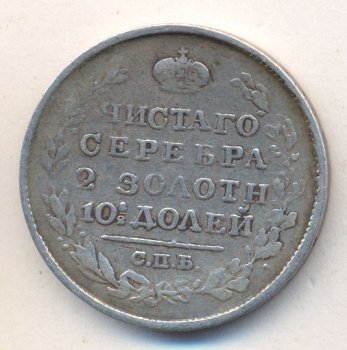 ЧИСТАГО
СЕРЕБРА
2 ЗОЛОТН
10½ ДОЛЕЙ
С.П.Б.